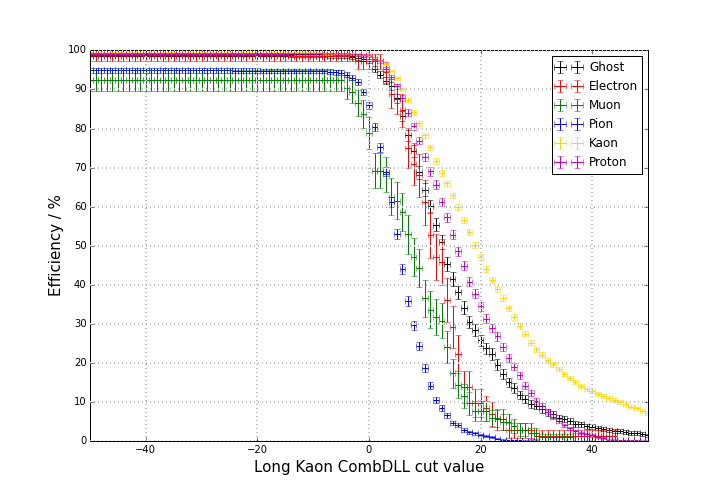 100
90
80
70
60
50
40
30
20
10
0
Efficiency / %
−40
−20
0
20
40
Long Kaon CombDLL cut value
Ghost
Electron
Muon
Pion
Kaon
Proton